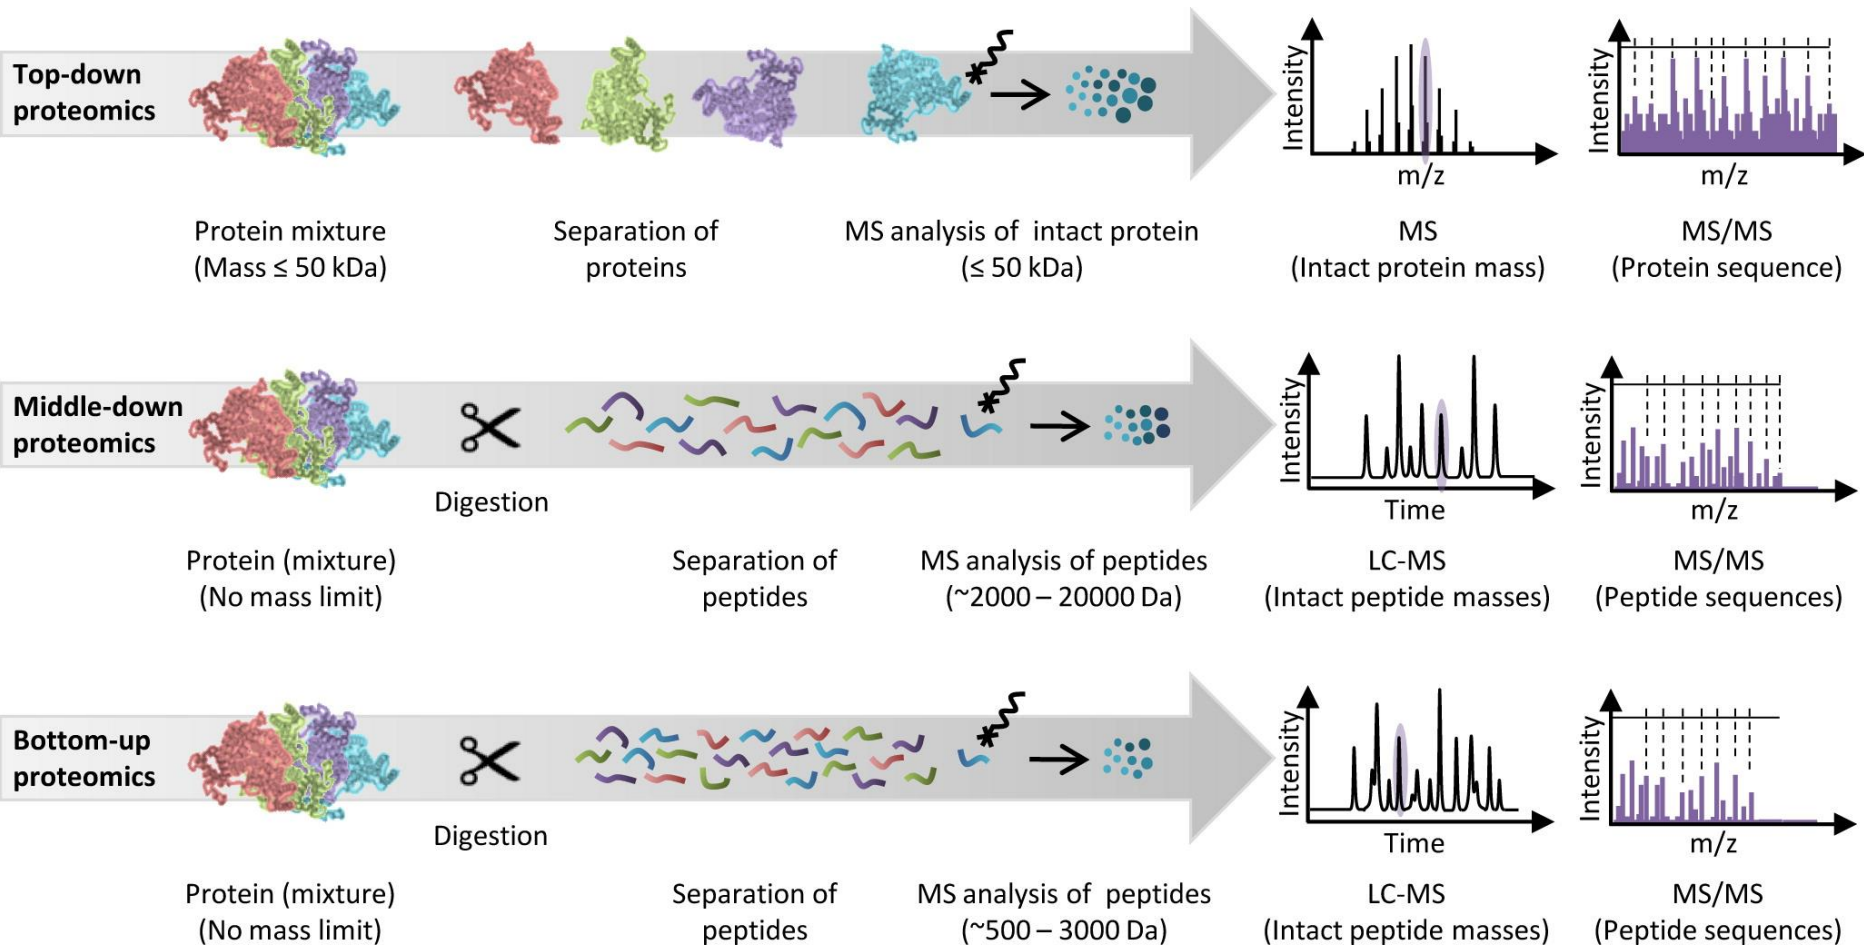 Top-down
proteomics
Intensity
m/z
Intensity
m/z
Protein mixture
(Mass ≤ 50 kDa)
Separation of
proteins
MS analysis of intact protein
(≤ 50 kDa)
MS
(Intact protein mass)
MS/MS
(Protein sequence)
Middle-down
proteomics
Digestion
Intensity
Time
Intensity
m/z
Protein (mixture)
(No mass limit)
Separation of
peptides
MS analysis of peptides
(~2000 – 20000 Da)
LC-MS
(Intact peptide masses)
MS/MS
(Peptide sequences)
Bottom-up
proteomics
Digestion
Intensity
Time
Intensity
m/z
Protein (mixture)
(No mass limit)
Separation of
peptides
MS analysis of peptides
(~500 – 3000 Da)
LC-MS
(Intact peptide masses)
MS/MS
(Peptide sequences)